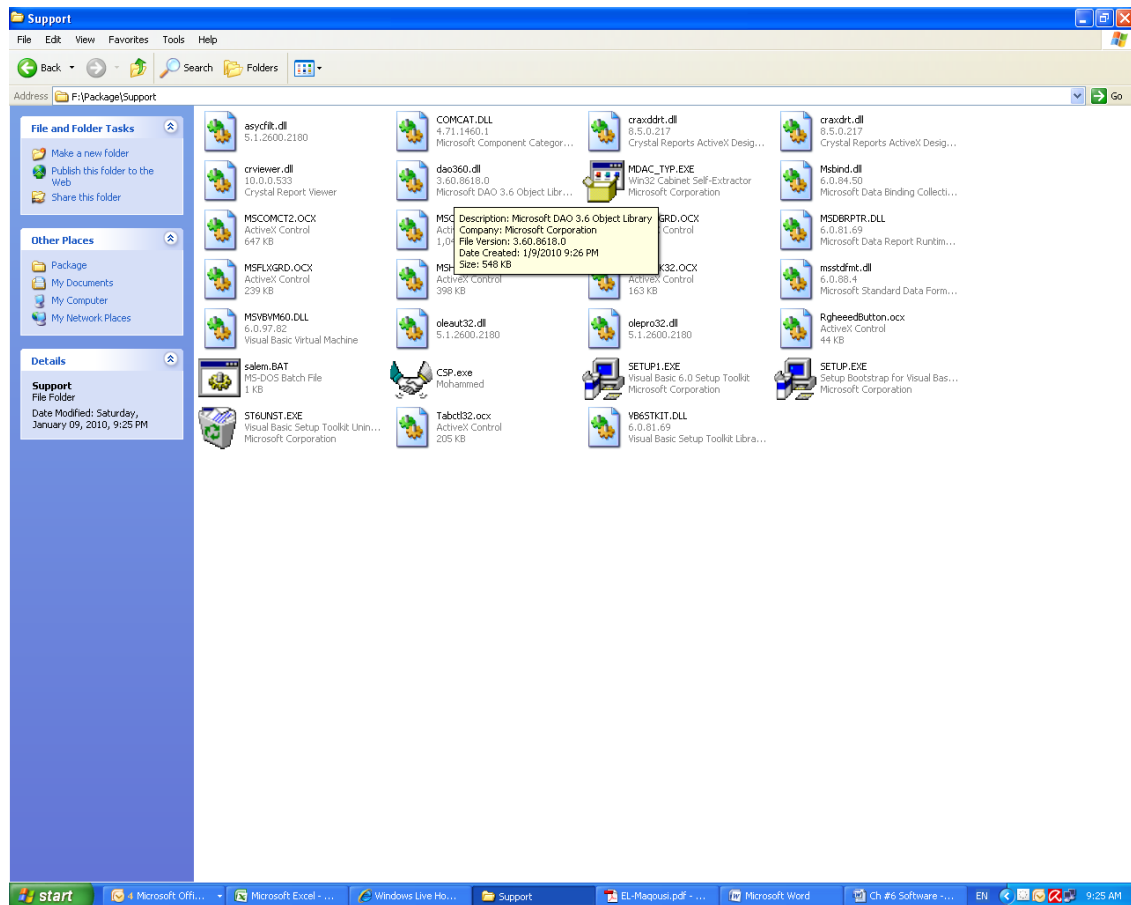 Support
File Edit View Favorites Tools Help
Back Search Folders
Address F:\Package\Support Go
File and Folder Tasks
Make a new folder
Publish this folder to the
Web
Share this folder
Other Places
Package
My Documents
My Computer
My Network Places
Details
Support
File Folder
Date Modified: Saturday,
January 09, 2010, 9:25 PM
asycfilt.dll
5.1.2600.2180
COMCAT.DLL
4.71.1460.1
Microsoft Component Categor...
craxddrt.dll
8.5.0.217
Crystal Reports ActiveX Desig...
craxdrt.dll
8.5.0.217
Crystal Reports ActiveX Desig...
crviewer.dll
10.0.0.533
Crystal Report Viewer
dao360.dll
3.60.8618.0
Microsoft DAO 3.6 Object Libr...
MDAC_TYP.EXE
Win32 Cabinet Self-Extractor
Microsoft Corporation
Msbind.dll
6.0.84.50
Microsoft Data Binding Collecti...
MSCOMCT2.OCX
ActiveX Control
647 KB
Description: Microsoft DAO 3.6 Object Library
Company: Microsoft Corporation
File Version: 3.60.8618.0
Date Created: 1/9/2010 9:26 PM
Size: 548 KB
GRD.OCX
Control
MSDBRPTR.DLL
6.0.81.69
Microsoft Data Report Runtim...
MSFLXGRD.OCX
ActiveX Control
239 KB
ActiveX Control
398 KB
K32.OCX
ActiveX Control
163 KB
msstdfmt.dll
6.0.88.4
Microsoft Standard Data Form...
MSVBVM60.DLL
6.0.97.82
Visual Basic Virtual Machine
oleaut32.dll
5.1.2600.2180
olepro32.dll
5.1.2600.2180
RgheeedButton.ocx
ActiveX Control
44 KB
salem.BAT
MS-DOS Batch File
1 KB
CSP.exe
Mohammed
SETUP1.EXE
Visual Basic 6.0 Setup Toolkit
Microsoft Corporation
SETUP.EXE
Setup Bootstrap for Visual Bas...
Microsoft Corporation
ST6UNST.EXE
Visual Basic Setup Toolkit Unin...
Microsoft Corporation
Tabctl32.ocx
ActiveX Control
205 KB
VB6STKIT.DLL
6.0.81.69
Visual Basic Setup Toolkit Libra...
start 4 Microsoft Offi... Microsoft Excel - ... Windows Live Ho... Support EL-Maqousi.pdf - ... Microsoft Word Ch #6 Software -... EN 9:25 AM